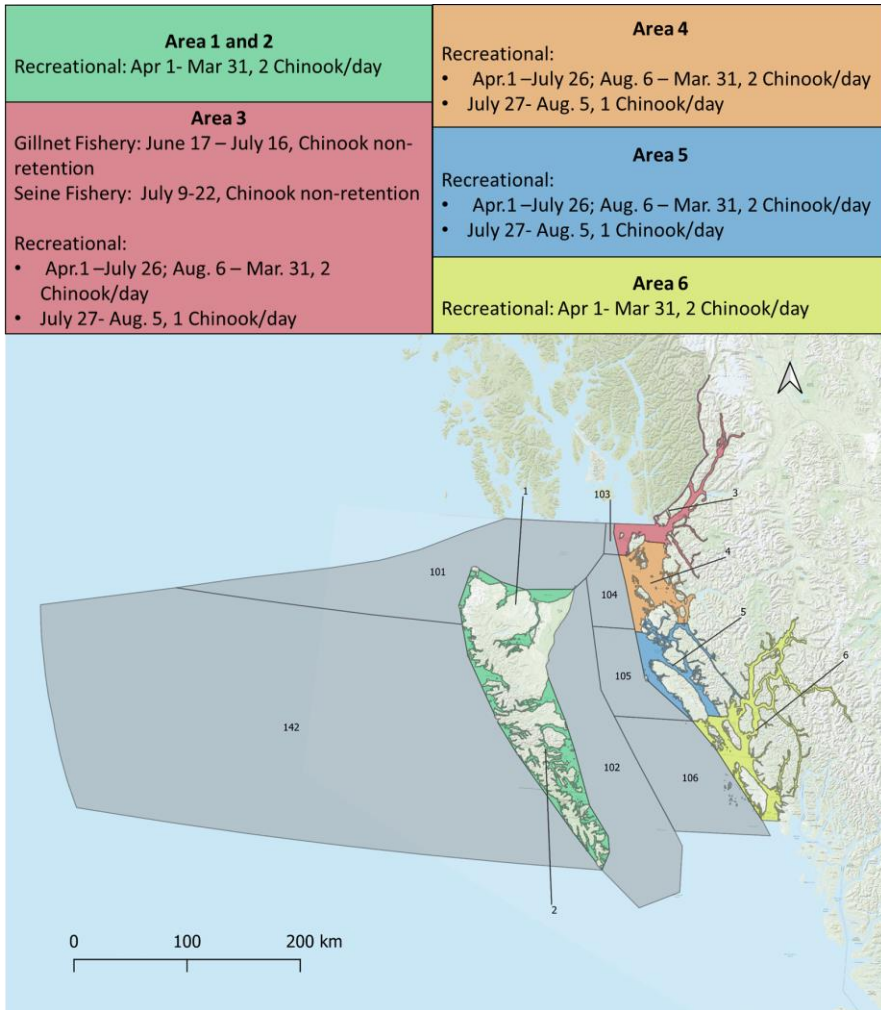 Area 1 and 2
Recreational: Apr 1- Mar 31, 2 Chinook/day
Area 3
Gillnet Fishery: June 17 – July 16, Chinook non-
retention
Seine Fishery: July 9-22, Chinook non-retention
Recreational:
• Apr.1 –July 26; Aug. 6 – Mar. 31, 2
Chinook/day
• July 27- Aug. 5, 1 Chinook/day
Area 4
Recreational:
• Apr.1 –July 26; Aug. 6 – Mar. 31, 2 Chinook/day
• July 27- Aug. 5, 1 Chinook/day
Area 5
Recreational:
• Apr.1 –July 26; Aug. 6 – Mar. 31, 2 Chinook/day
• July 27- Aug. 5, 1 Chinook/day
Area 6
Recreational: Apr 1- Mar 31, 2 Chinook/day
1
103
3
101
4
104
5
105
6
142
102
106
2
0 100 200 km